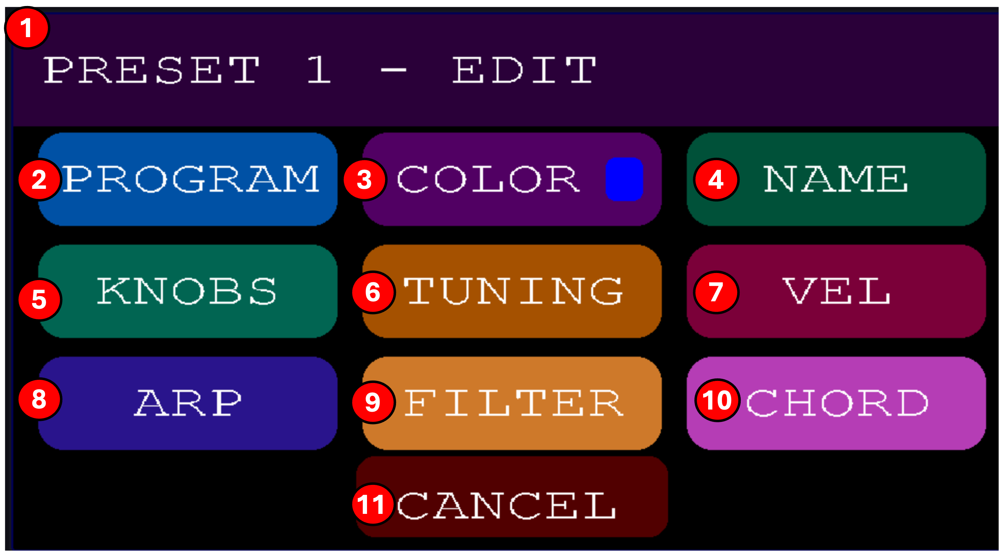 1
PRESET 1 - EDIT
2 PROGRAM 3 COLOR 4 NAME
5 KNOBS 6 TUNING 7 VEL
8 ARP 9 FILTER 10 CHORD
11 CANCEL